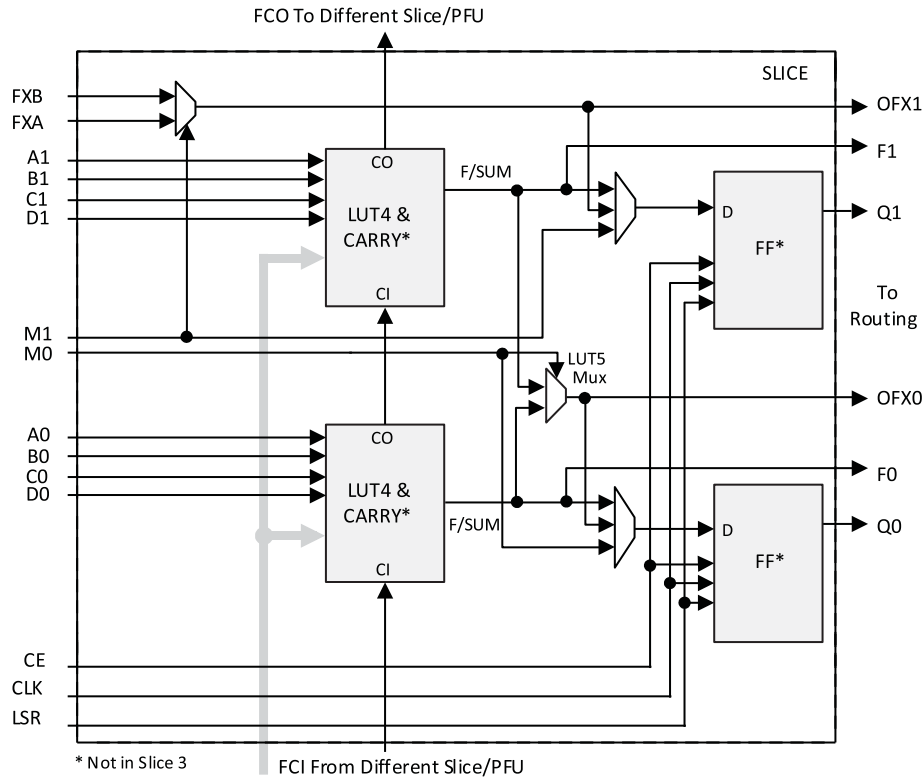 FCO To Different Slice/PFU
SLICE
FXB
FXA
OFX1
F1
A1
B1
C1
D1
CO
LUT4 &
CARRY*
CI
F/SUM
D
FF*
Q1
To
Routing
M1
M0
LUT5
Mux
OFX0
A0
B0
C0
D0
CO
LUT4 &
CARRY*
CI
F/SUM
F0
D
FF*
Q0
CE
CLK
LSR
* Not in Slice 3
FCI From Different Slice/PFU